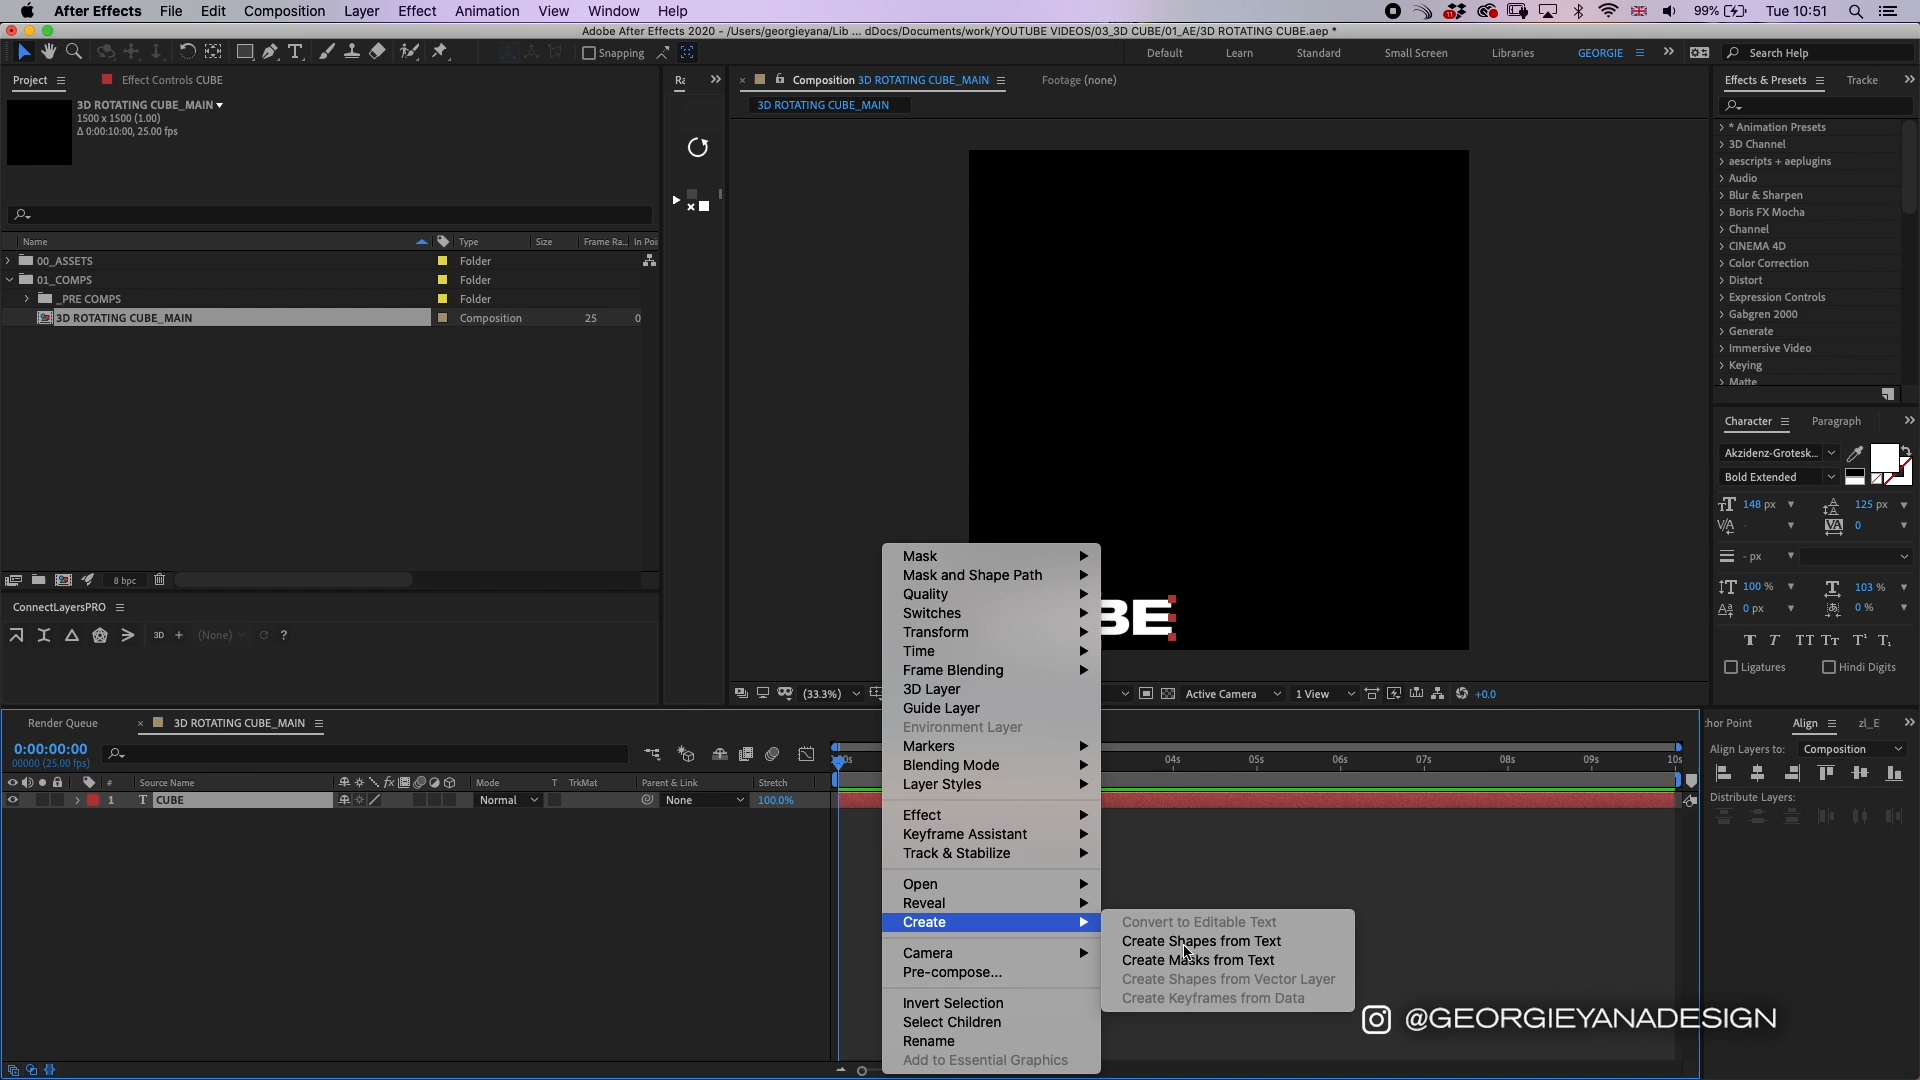 After Effects File Edit Composition Layer Effect Animation View Window Help 99% Tue 10:51
Adobe After Effects 2020 - /Users/georgieyana/Lib ... dDocs/Documents/work/YOUTUBE VIDEOS/03_3D CUBE/01_AE/3D ROTATING CUBE.aep *
Snapping Default Learn Standard Small Screen Libraries GEORGIE Search Help
Project Effect Controls CUBE
3D ROTATING CUBE_MAIN
1500 x 1500 (1.00)
Δ 0:00:10:00, 25.00 fps
Name Type Size Frame Ra... In Poi
00_ASSETS Folder
01_COMPS Folder
_PRE COMPS Folder
3D ROTATING CUBE_MAIN Composition 25 0
8 bpc
ConnectLayersPRO
3D + (None) ?
Composition 3D ROTATING CUBE_MAIN Footage (none)
3D ROTATING CUBE_MAIN
BE
(33.3%) Active Camera 1 View +0.0
Effects & Presets Tracke
* Animation Presets
3D Channel
aescripts + aeplugins
Audio
Blur & Sharpen
Boris FX Mocha
Channel
CINEMA 4D
Color Correction
Distort
Expression Controls
Gabgren 2000
Generate
Immersive Video
Keying
Matte
Character Paragraph
Akzidenz-Grotesk...
Bold Extended
148 px 125 px
- 0
- px
100 % 103 %
0 px 0 %
T T TT Tt T¹ T₁
Ligatures Hindi Digits
Render Queue 3D ROTATING CUBE_MAIN
0:00:00:00
00000 (25.00 fps)
# Source Name Mode T TrkMat Parent & Link Stretch
1 T CUBE Normal None 100.0%
04s 05s 06s 07s 08s 09s 10s
Mask
Mask and Shape Path
Quality
Switches
Transform
Time
Frame Blending
3D Layer
Guide Layer
Environment Layer
Markers
Blending Mode
Layer Styles
Effect
Keyframe Assistant
Track & Stabilize
Open
Reveal
Create
Camera
Pre-compose...
Invert Selection
Select Children
Rename
Add to Essential Graphics
Convert to Editable Text
Create Shapes from Text
Create Masks from Text
Create Shapes from Vector Layer
Create Keyframes from Data
hor Point Align zl_E
Align Layers to: Composition
Distribute Layers:
@GEORGIEYANADESIGN